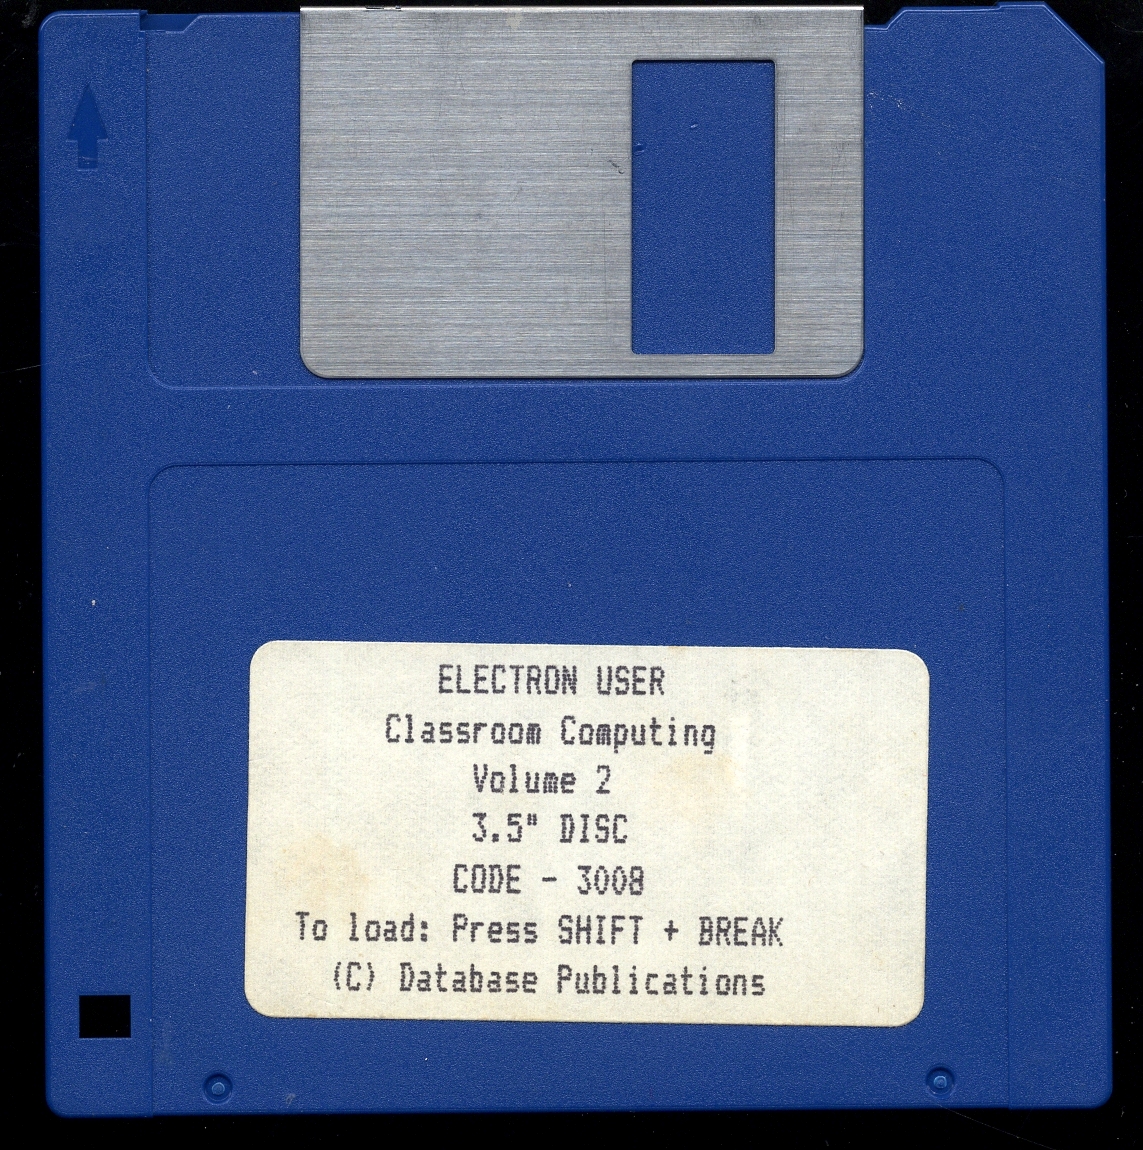 ELECTRON USER
Classroom Computing
Volume 2
3.5" DISC
CODE - 3008
To load: Press SHIFT + BREAK
(C) Database Publications